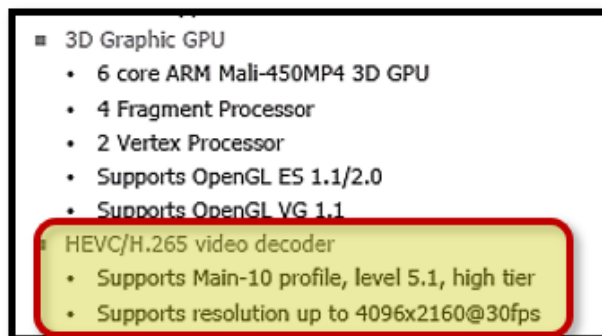 3D Graphic GPU
6 core ARM Mali-450MP4 3D GPU
4 Fragment Processor
2 Vertex Processor
Supports OpenGL ES 1.1/2.0
Supports OpenGL VG 1.1
HEVC/H.265 video decoder
Supports Main-10 profile, level 5.1, high tier
Supports resolution up to 4096x2160@30fps